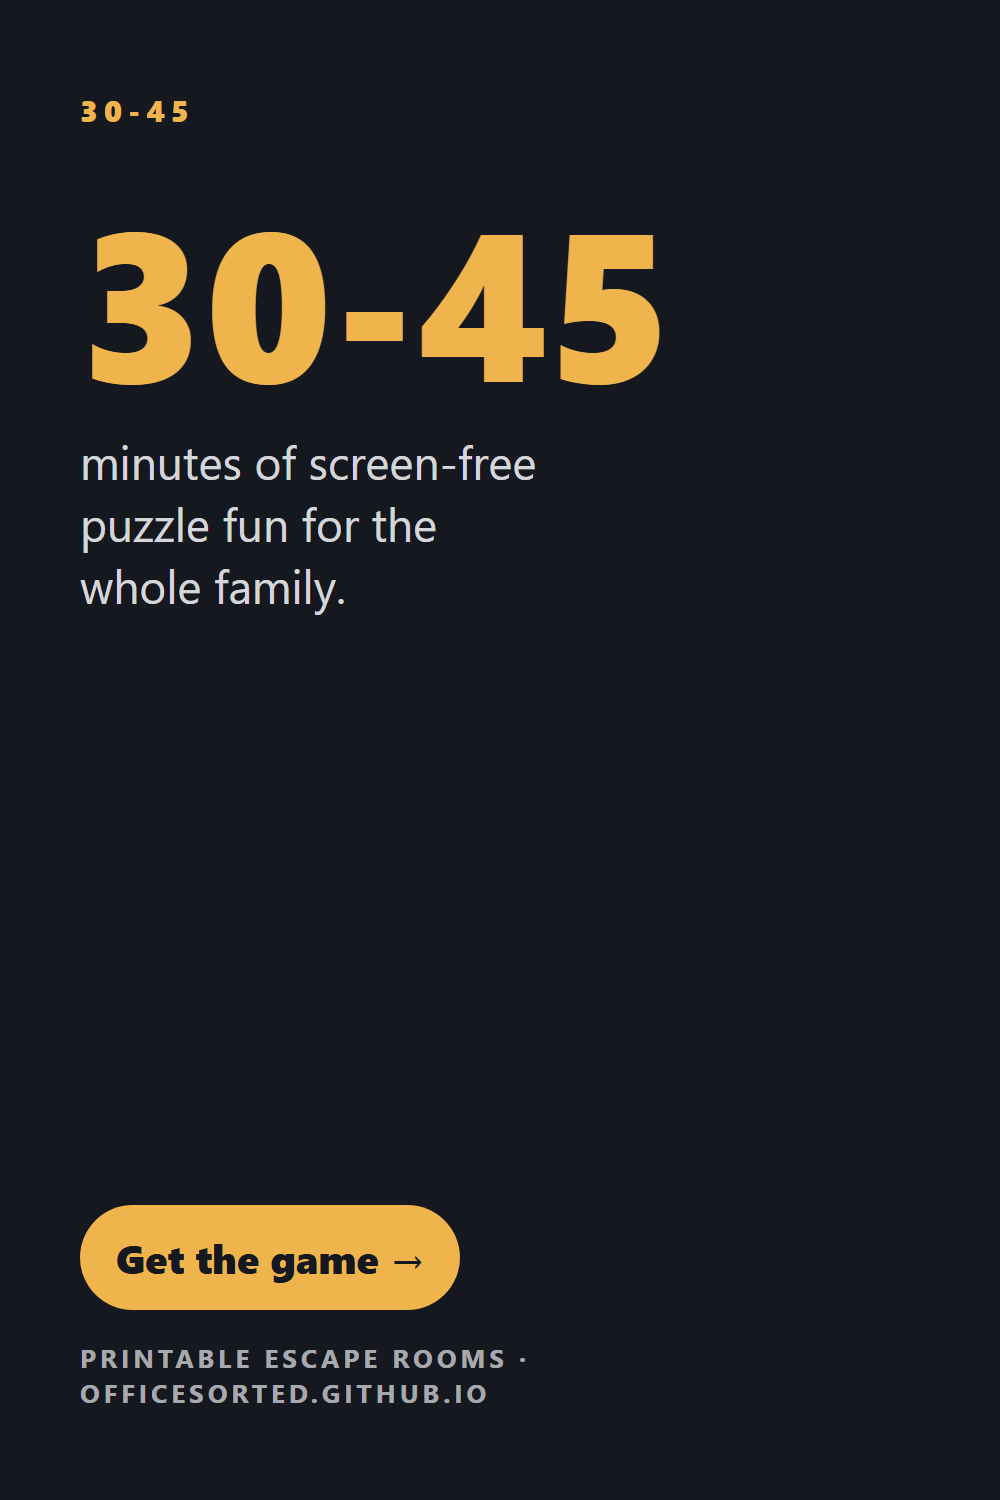 30-45
30-45
minutes of screen-free
puzzle fun for the
whole family.
Get the game →
PRINTABLE ESCAPE ROOMS ·
OFFICESORTED.GITHUB.IO